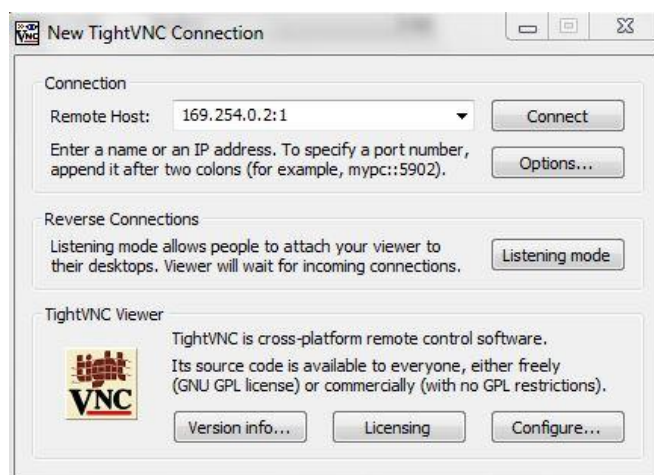 New TightVNC Connection
Connection
Remote Host: 169.254.0.2:1 Connect
Enter a name or an IP address. To specify a port number,
append it after two colons (for example, mypc::5902). Options...
Reverse Connections
Listening mode allows people to attach your viewer to
their desktops. Viewer will wait for incoming connections. Listening mode
TightVNC Viewer
TightVNC is cross-platform remote control software.
Its source code is available to everyone, either freely
(GNU GPL license) or commercially (with no GPL restrictions).
tight
VNC
Version info... Licensing Configure...